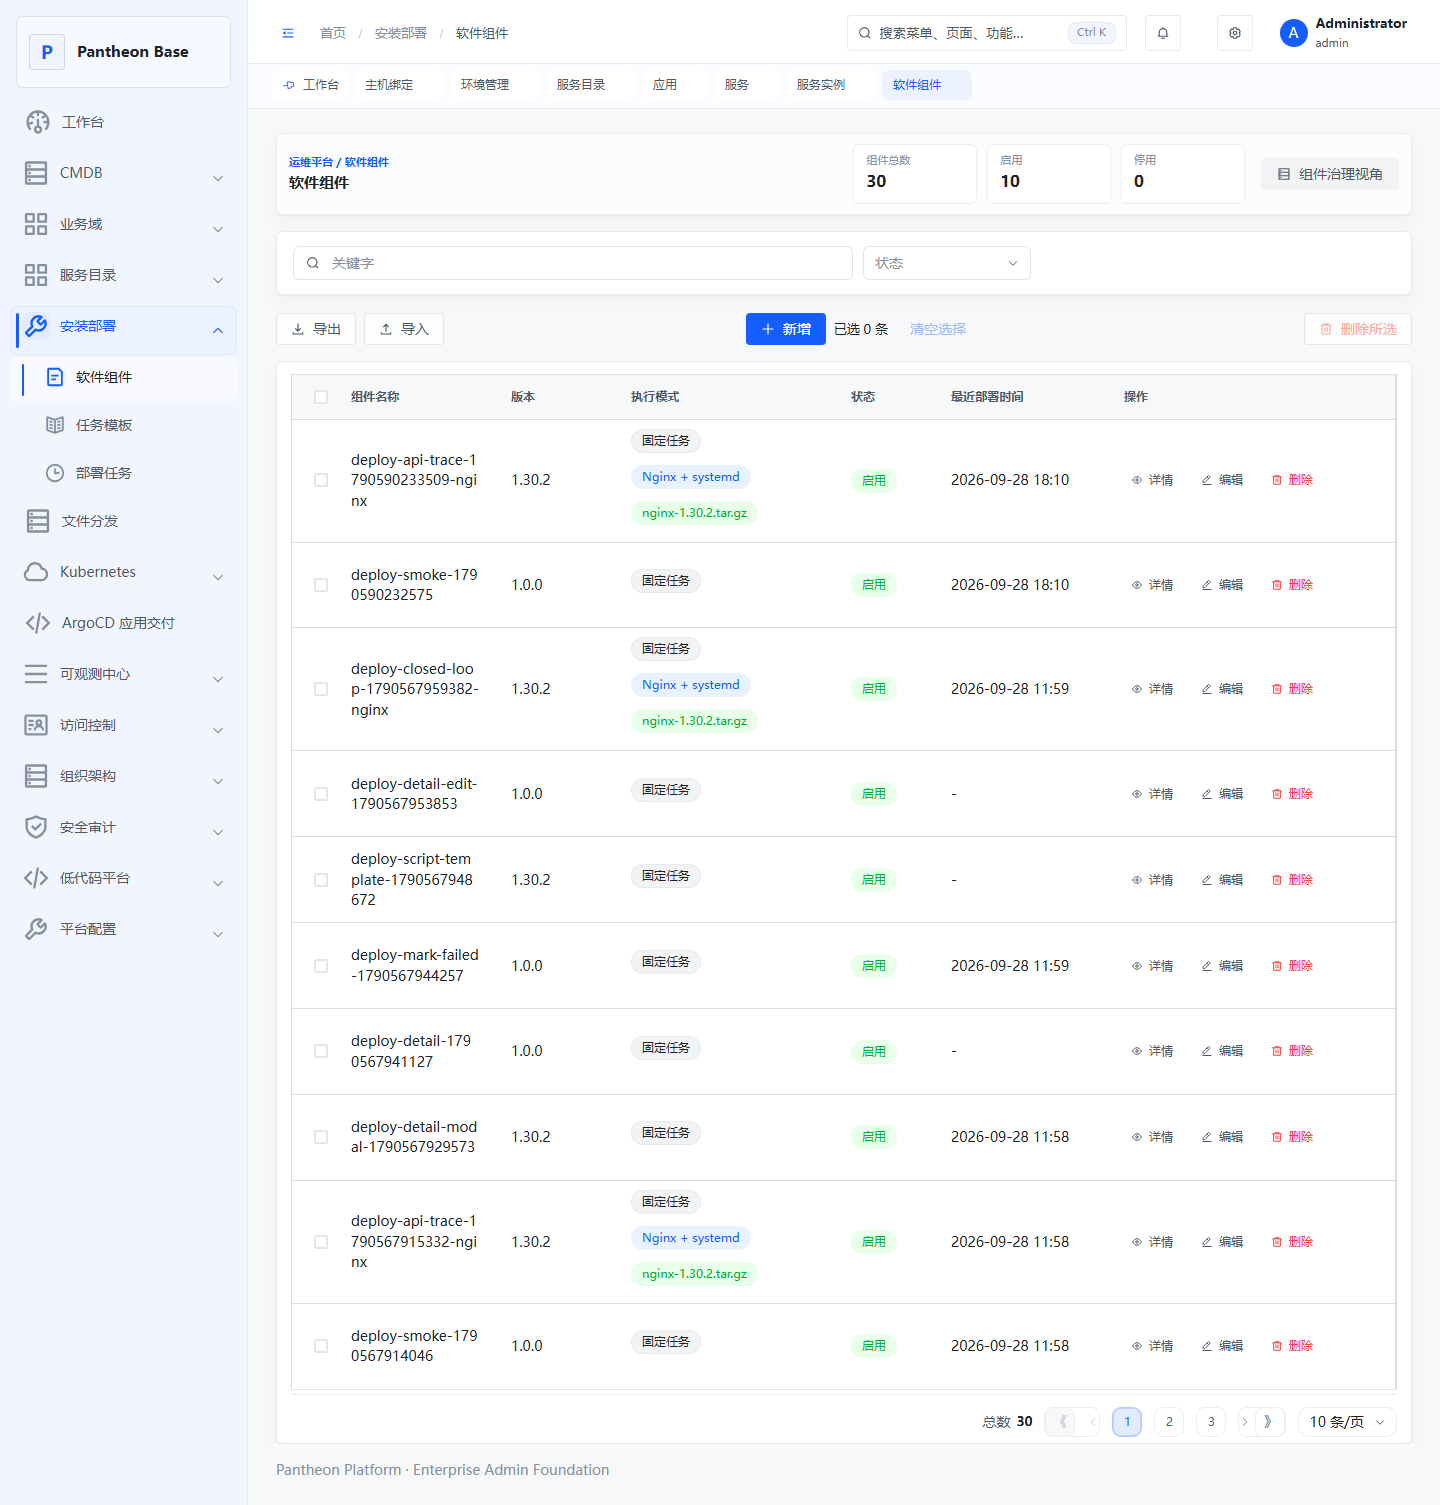 P Pantheon Base
工作台
CMDB
业务域
服务目录
安装部署
软件组件
任务模板
部署任务
文件分发
Kubernetes
ArgoCD 应用交付
可观测中心
访问控制
组织架构
安全审计
低代码平台
平台配置
首页 / 安装部署 / 软件组件
搜索菜单、页面、功能... Ctrl K
A Administrator
admin
工作台 主机绑定 环境管理 服务目录 应用 服务 服务实例 软件组件
运维平台 / 软件组件
软件组件
组件总数
30
启用
10
停用
0
组件治理视角
关键字 状态
导出 导入 新增 已选 0 条 清空选择 删除所选
组件名称 版本 执行模式 状态 最近部署时间 操作
deploy-api-trace-1
790590233509-ngi
nx
1.30.2
固定任务
Nginx + systemd
nginx-1.30.2.tar.gz
启用 2026-09-28 18:10 详情 编辑 删除
deploy-smoke-179
0590232575
1.0.0 固定任务 启用 2026-09-28 18:10 详情 编辑 删除
deploy-closed-loo
p-1790567959382-
nginx
1.30.2
固定任务
Nginx + systemd
nginx-1.30.2.tar.gz
启用 2026-09-28 11:59 详情 编辑 删除
deploy-detail-edit-
1790567953853
1.0.0 固定任务 启用 - 详情 编辑 删除
deploy-script-tem
plate-1790567948
672
1.30.2 固定任务 启用 - 详情 编辑 删除
deploy-mark-failed
-1790567944257
1.0.0 固定任务 启用 2026-09-28 11:59 详情 编辑 删除
deploy-detail-179
0567941127
1.0.0 固定任务 启用 - 详情 编辑 删除
deploy-detail-mod
al-1790567929573
1.30.2 固定任务 启用 2026-09-28 11:58 详情 编辑 删除
deploy-api-trace-1
790567915332-ngi
nx
1.30.2
固定任务
Nginx + systemd
nginx-1.30.2.tar.gz
启用 2026-09-28 11:58 详情 编辑 删除
deploy-smoke-179
0567914046
1.0.0 固定任务 启用 2026-09-28 11:58 详情 编辑 删除
总数 30 《 1 2 3 》 10 条/页
Pantheon Platform · Enterprise Admin Foundation